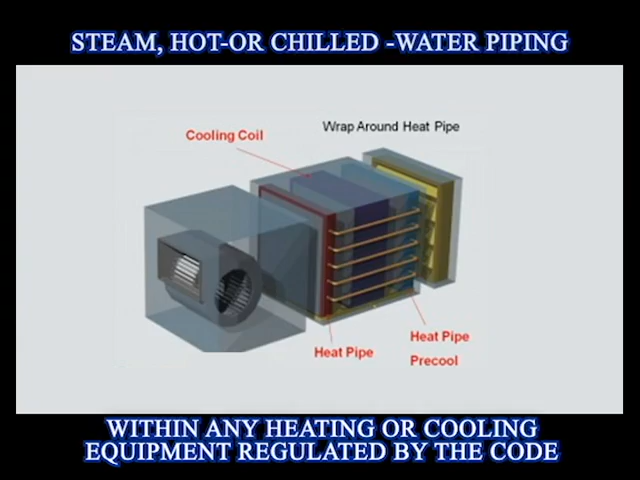 STEAM, HOT-OR CHILLED -WATER PIPING
Wrap Around Heat Pipe
Cooling Coil
Heat Pipe
Precool
Heat Pipe
WITHIN ANY HEATING OR COOLING
EQUIPMENT REGULATED BY THE CODE